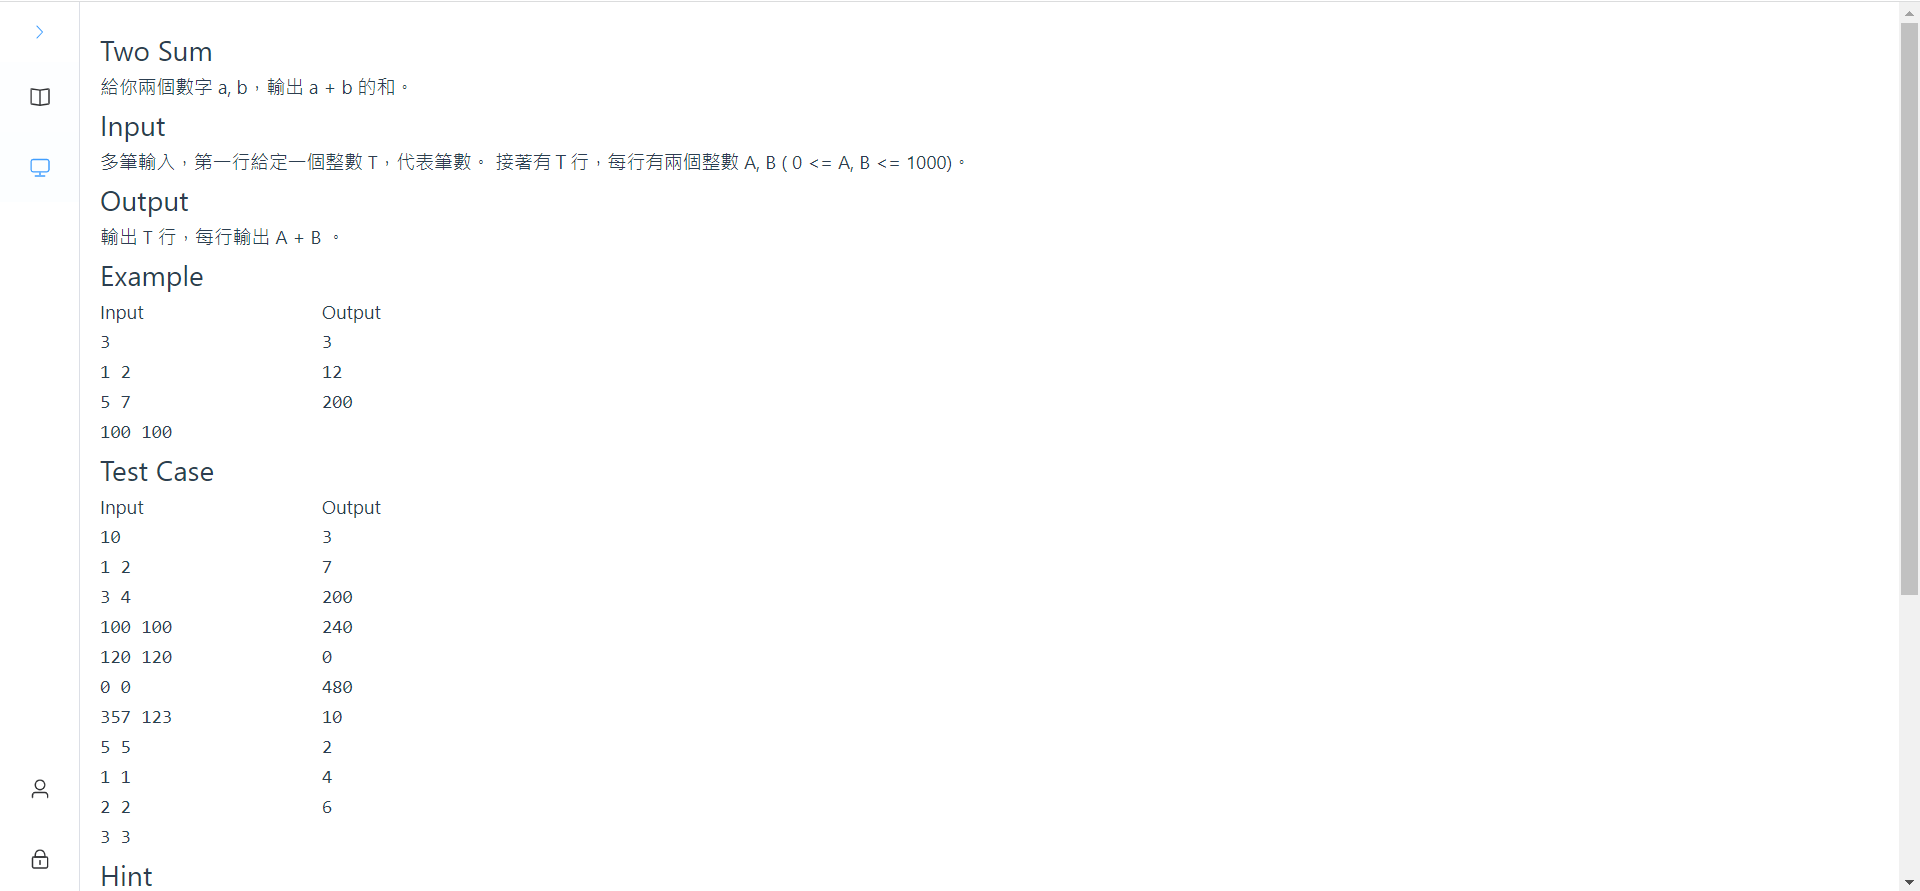 Two Sum
給你兩個數字 a, b，輸出 a + b 的和。
Input
多筆輸入，第一行給定一個整數 T，代表筆數。 接著有 T 行，每行有兩個整數 A, B ( 0 <= A, B <= 1000)。
Output
輸出 T 行，每行輸出 A + B 。
Example
Input Output
3 3
1 2 12
5 7 200
100 100
Test Case
Input Output
10 3
1 2 7
3 4 200
100 100 240
120 120 0
0 0 480
357 123 10
5 5 2
1 1 4
2 2 6
3 3
Hint